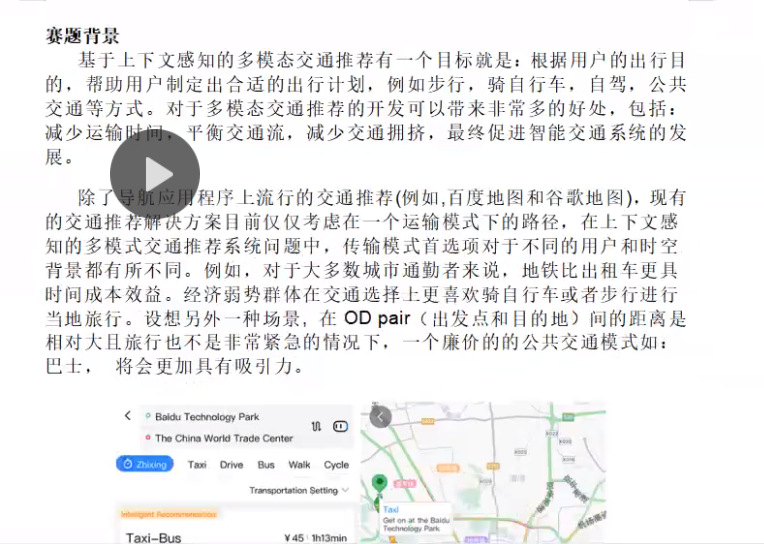 赛题背景
基于上下文感知的多模态交通推荐有一个目标就是：根据用户的出行目
的，帮助用户制定出合适的出行计划，例如步行，骑自行车，自驾，公共
交通等方式。对于多模态交通推荐的开发可以带来非常多的好处，包括：
减少运输时间，平衡交通流，减少交通拥挤，最终促进智能交通系统的发
展。
除了导航应用程序上流行的交通推荐(例如,百度地图和谷歌地图)，现有
的交通推荐解决方案目前仅仅考虑在一个运输模式下的路径，在上下文感
知的多模式交通推荐系统问题中，传输模式首选项对于不同的用户和时空
背景都有所不同。例如，对于大多数城市通勤者来说，地铁比出租车更具
时间成本效益。经济弱势群体在交通选择上更喜欢骑自行车或者步行进行
当地旅行。设想另外一种场景，在 OD pair（出发点和目的地）间的距离是
相对大且旅行也不是非常紧急的情况下，一个廉价的的公共交通模式如：
巴士， 将会更加具有吸引力。
Baidu Technology Park
The China World Trade Center
Zhixing Taxi Drive Bus Walk Cycle
Transportation Setting
Intelligent Recommendation
Taxi-Bus ¥45 1h13min
Taxi
Get on at the Baidu
Technology Park